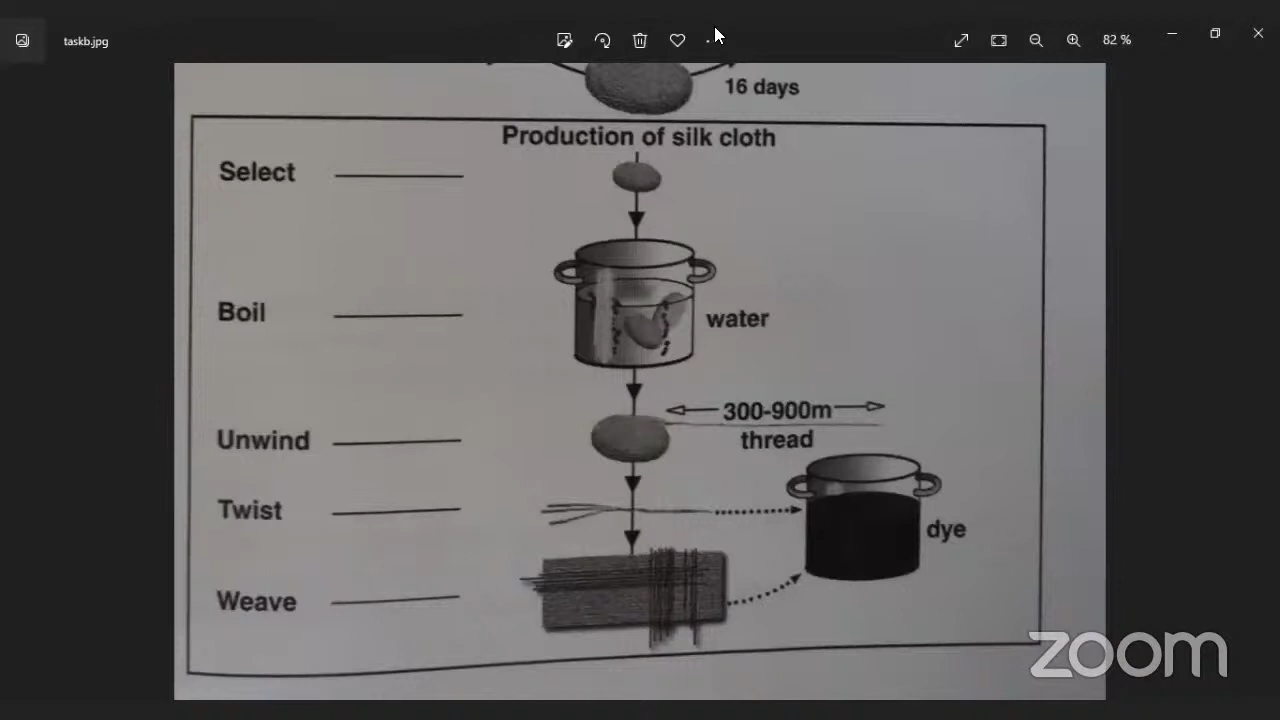 taskb.jpg
82 %
16 days
Production of silk cloth
Select
Boil
water
300-900m
thread
Unwind
Twist
dye
Weave
zoom